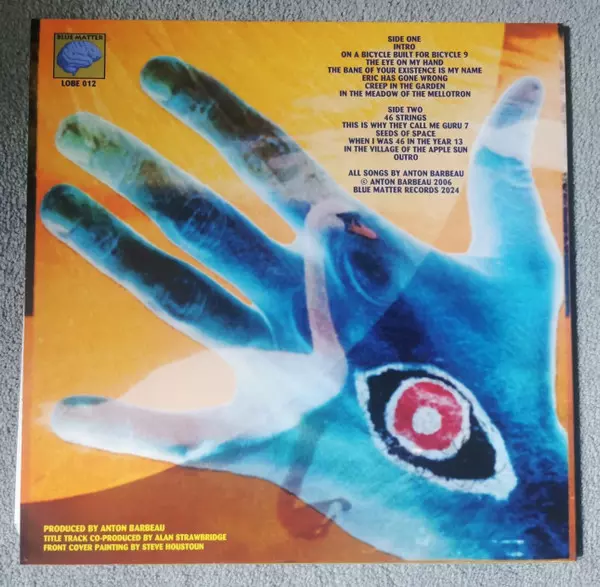 BLUE MATTER
LOBE 012
SIDE ONE
INTRO
ON A BICYCLE BUILT FOR BICYCLE 9
THE EYE ON MY HAND
THE BANE OF YOUR EXISTENCE IS MY NAME
ERIC HAS GONE WRONG
CREEP IN THE GARDEN
IN THE MEADOW OF THE MELLOTRON
SIDE TWO
46 STRINGS
THIS IS WHY THEY CALL ME GURU 7
SEEDS OF SPACE
WHEN I WAS 46 IN THE YEAR 13
IN THE VILLAGE OF THE APPLE SUN
OUTRO
ALL SONGS BY ANTON BARBEAU
© ANTON BARBEAU 2006
BLUE MATTER RECORDS 2024
PRODUCED BY ANTON BARBEAU
TITLE TRACK CO-PRODUCED BY ALAN STRAWBRIDGE
FRONT COVER PAINTING BY STEVE HOUSTOUN